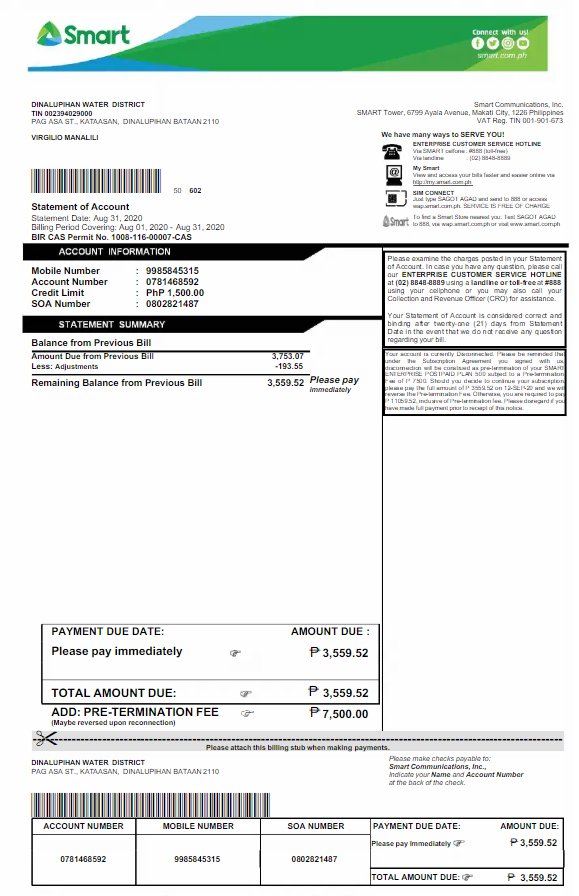 Smart
Connect with us!
smart.com.ph
DINALUPIHAN WATER DISTRICT
TIN 002394029000
PAG ASA ST., KATAASAN, DINALUPIHAN BATAAN 2110
VIRGILIO MANALILI
Smart Communications, Inc.
SMART Tower, 6799 Ayala Avenue, Makati City, 1226 Philippines
VAT Reg. TIN 001-901-673
We have many ways to SERVE YOU!
ENTERPRISE CUSTOMER SERVICE HOTLINE
Via SMART celfone : #888 (toll-free)
Via landline : (02) 8848-8889
My Smart
View and access your bills faster and easier online via
http://my.smart.com.ph
SIM CONNECT
Just type SAGOT AGAD and send to 888 or access
wap.smart.com.ph. SERVICE IS FREE OF CHARGE
Smart
To find a Smart Store nearest you: Text SAGOT AGAD
to 888, via wap.smart.com.ph or visit www.smart.com.ph
50 602
Statement of Account
Statement Date: Aug 31, 2020
Billing Period Covering: Aug 01, 2020 - Aug 31, 2020
BIR CAS Permit No. 1008-116-00007-CAS
ACCOUNT INFORMATION
Mobile Number : 9985845315
Account Number : 0781468592
Credit Limit : PhP 1,500.00
SOA Number : 0802821487
Please examine the charges posted in your Statement
of Account. In case you have any question, please call
our ENTERPRISE CUSTOMER SERVICE HOTLINE
at (02) 8848-8889 using a landline or toll-free at #888
using your cellphone or you may also call your
Collection and Revenue Officer (CRO) for assistance.
Your Statement of Account is considered correct and
binding after twenty-one (21) days from Statement
Date in the event that we do not receive any question
regarding your bill.
STATEMENT SUMMARY
Balance from Previous Bill
Amount Due from Previous Bill 3,753.07
Less: Adjustments -193.55
Remaining Balance from Previous Bill 3,559.52 Please pay
immediately
Your account is currently Disconnected. Please be reminded that
under the Subscription Agreement you signed with us,
disconnection will be construed as pre-termination of your SMART
ENTERPRISE POSTPAID PLAN 500 subject to a Pre-termination
Fee of P 7500. Should you decide to continue your subscription,
please pay the full amount of P 3559.52 on 12-SEP-20 and we will
reverse the Pre-termination Fee. Otherwise, you are required to pay
P 11059.52, inclusive of Pre-termination fee. Please disregard if you
have made full payment prior to receipt of this notice.
PAYMENT DUE DATE: AMOUNT DUE :
Please pay immediately ₱ 3,559.52
TOTAL AMOUNT DUE: ₱ 3,559.52
ADD: PRE-TERMINATION FEE ₱ 7,500.00
(Maybe reversed upon reconnection)
Please attach this billing stub when making payments.
DINALUPIHAN WATER DISTRICT
PAG ASA ST., KATAASAN, DINALUPIHAN BATAAN 2110
Please make checks payable to;
Smart Communications, Inc.,
Indicate your Name and Account Number
at the back of the check.
ACCOUNT NUMBER MOBILE NUMBER SOA NUMBER PAYMENT DUE DATE: AMOUNT DUE:
Please pay Immediately ₱ 3,559.52
0781468592 9985845315 0802821487
TOTAL AMOUNT DUE: ₱ 3,559.52